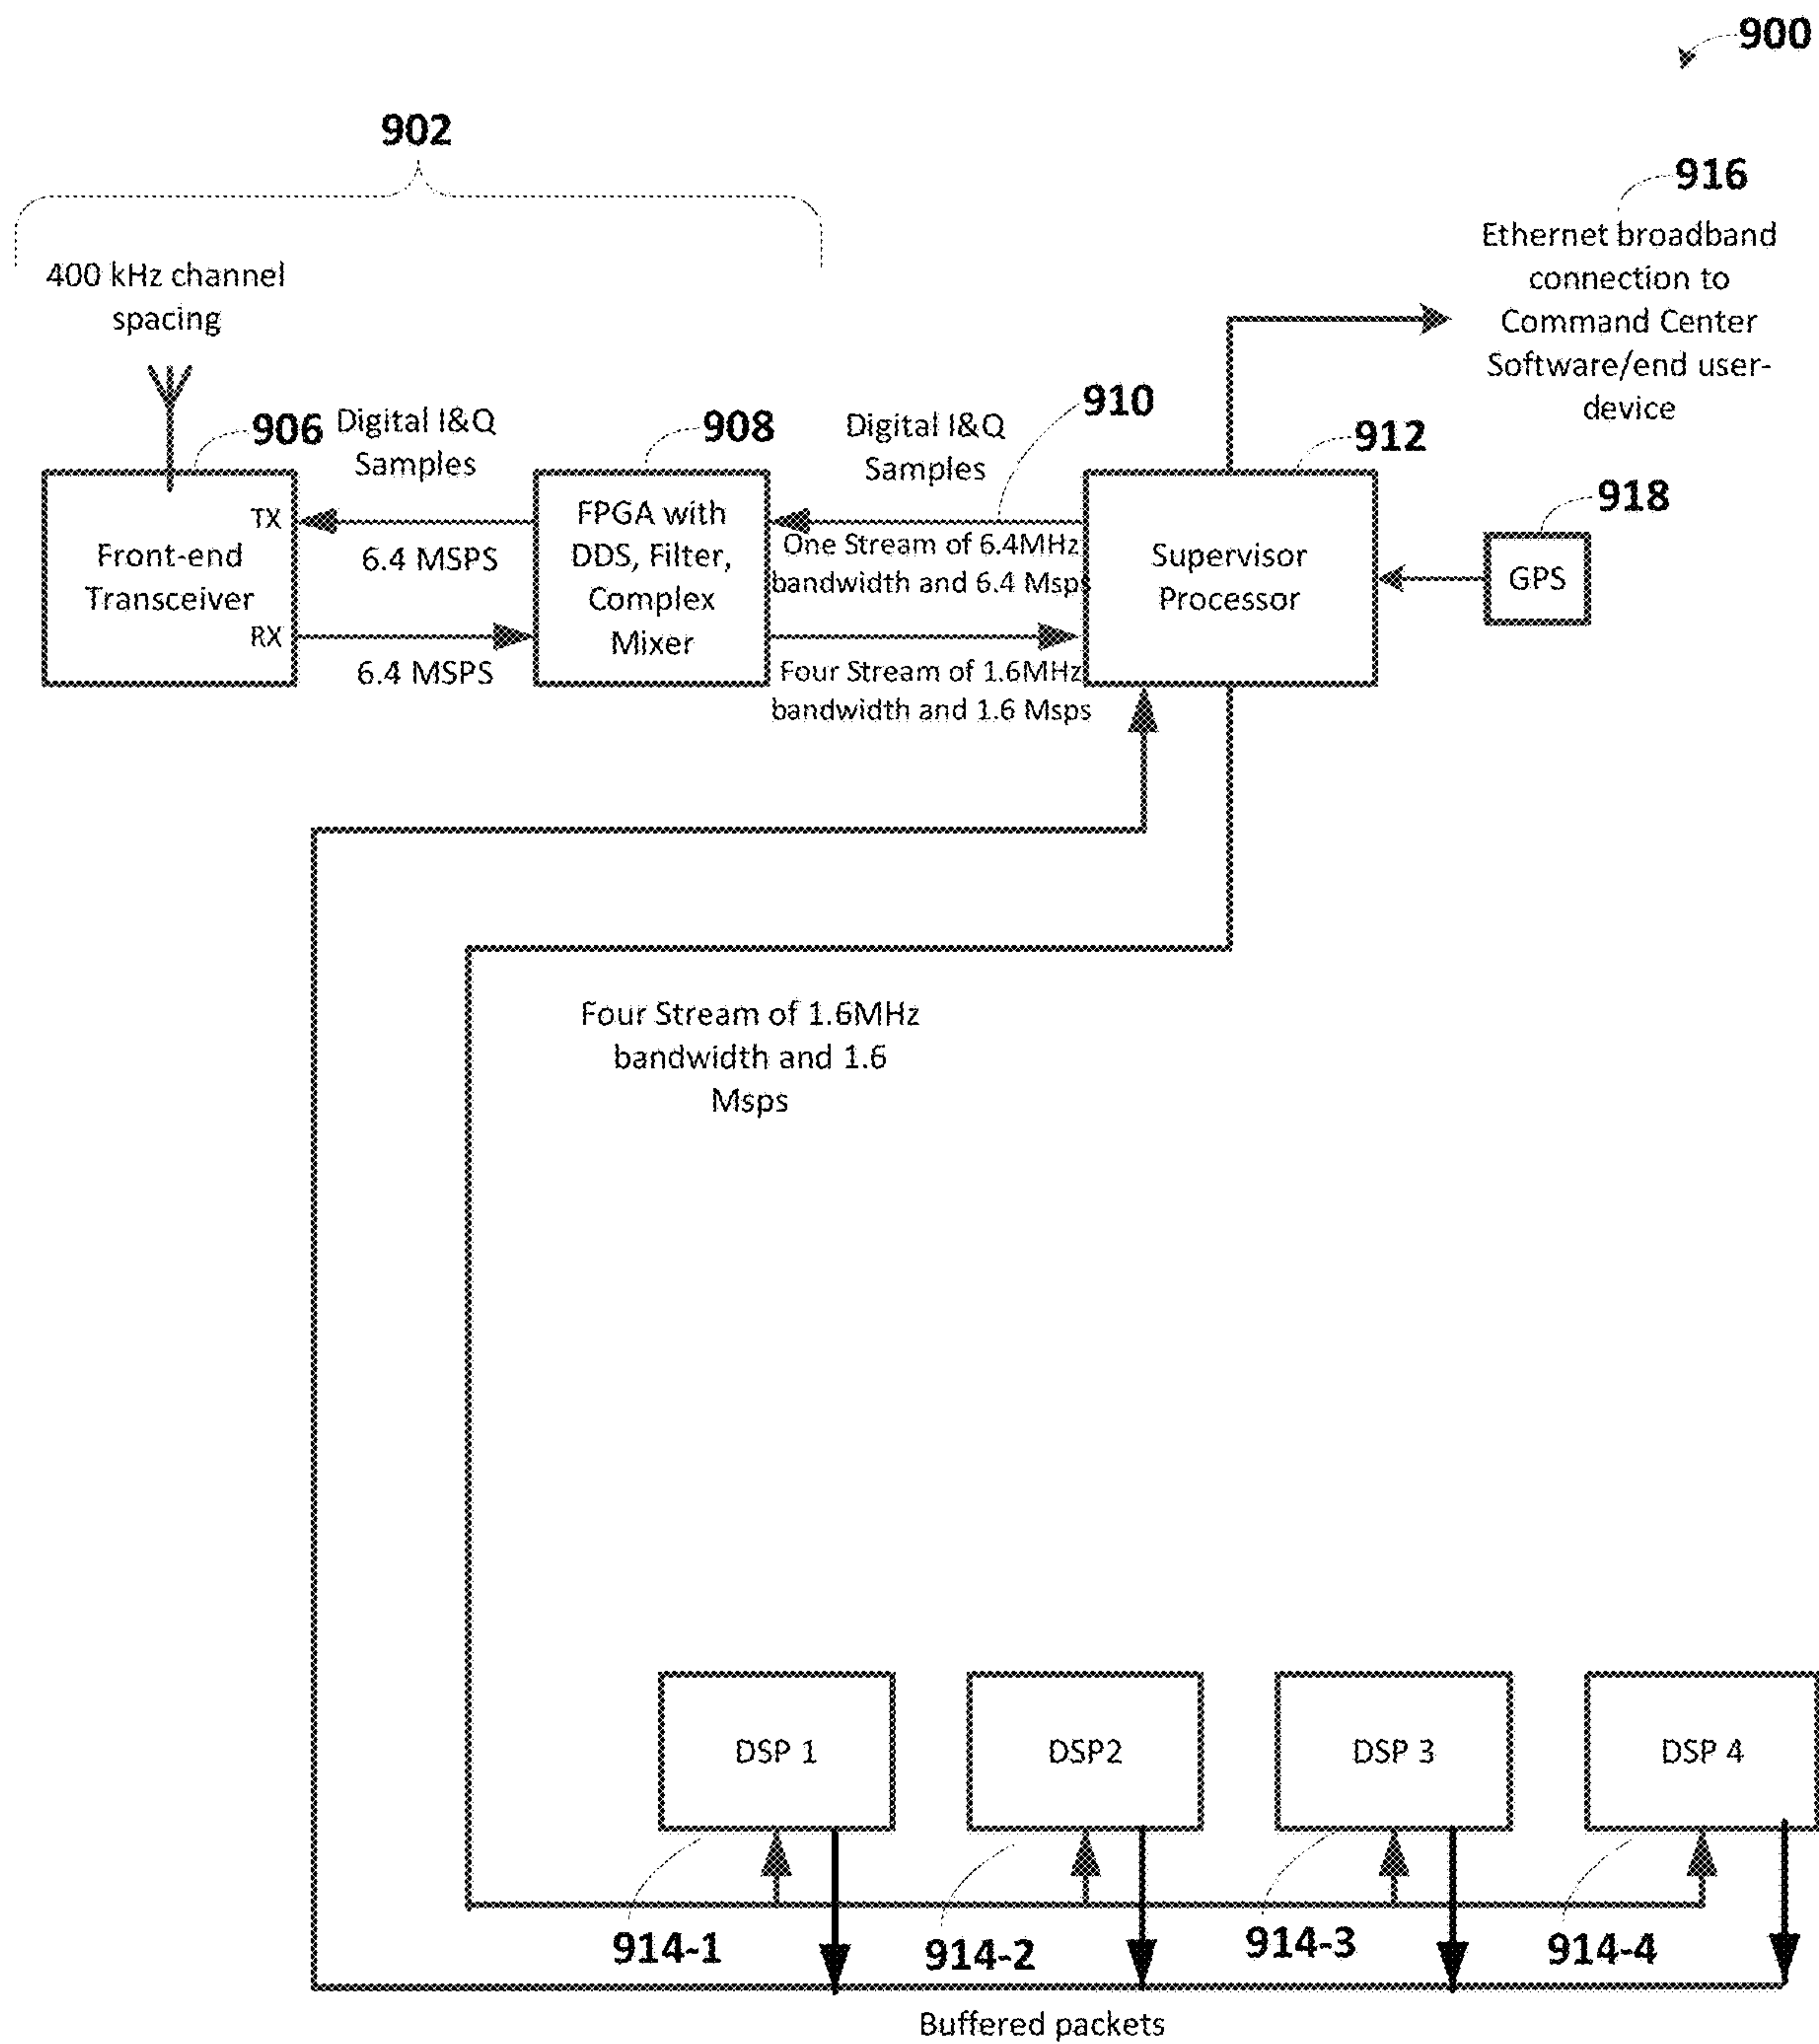 900
902
916
Ethernet broadband
connection to
Command Center
Software/end user-
device
400 kHz channel
spacing
906
Digital I&Q
Samples
908
Digital I&Q
Samples
910
912
918
TX
Front-end
Transceiver
RX
6.4 MSPS
6.4 MSPS
FPGA with
DDS, Filter,
Complex
Mixer
One Stream of 6.4MHz
bandwidth and 6.4 Msps
Four Stream of 1.6MHz
bandwidth and 1.6 Msps
Supervisor
Processor
GPS
Four Stream of 1.6MHz
bandwidth and 1.6
Msps
DSP 1
DSP2
DSP 3
DSP 4
914-1
914-2
914-3
914-4
Buffered packets